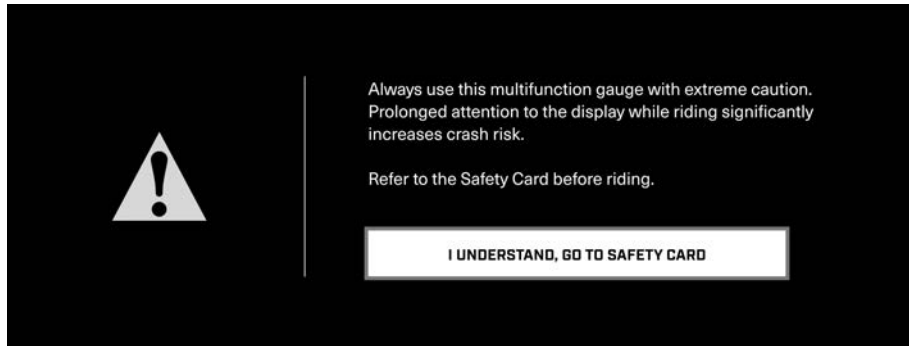 Always use this multifunction gauge with extreme caution.
Prolonged attention to the display while riding significantly
increases crash risk.
Refer to the Safety Card before riding.
I UNDERSTAND, GO TO SAFETY CARD